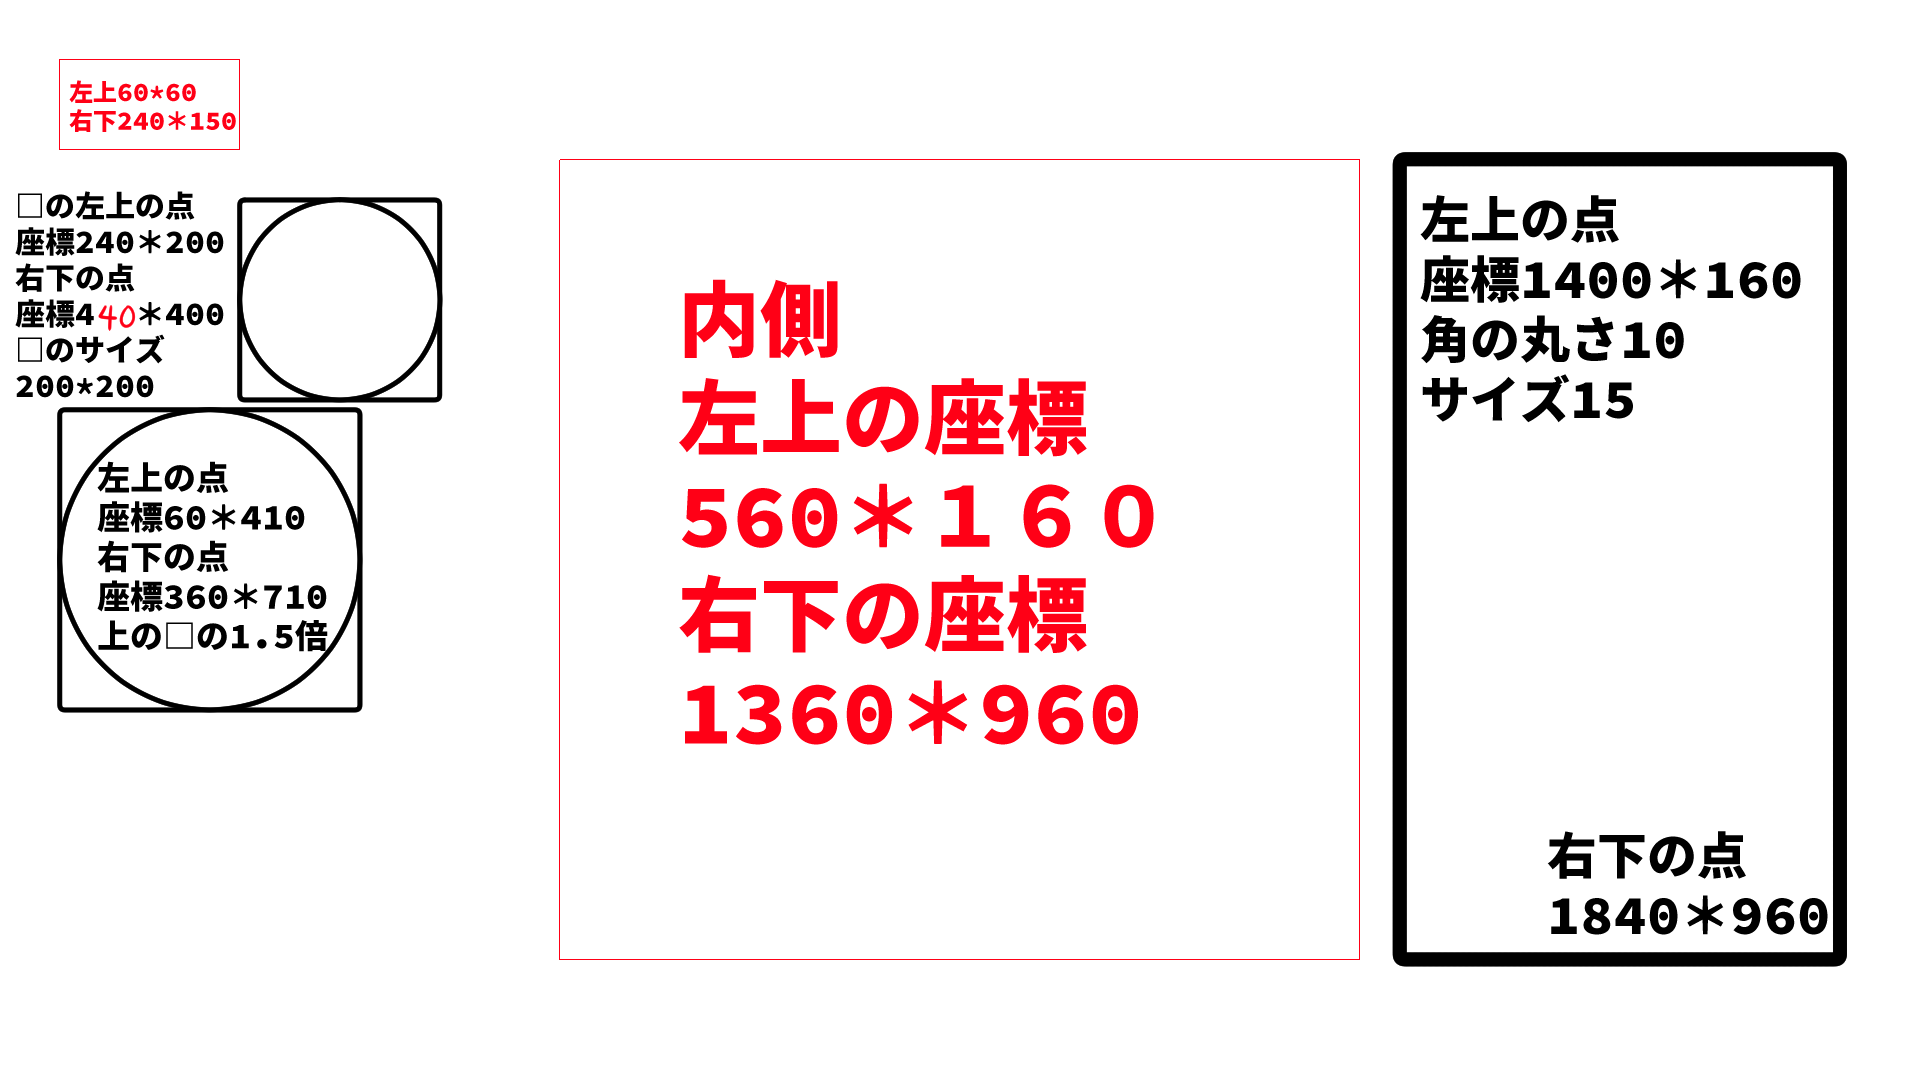 左上60*60
右下240＊150
□の左上の点
座標240＊200
右下の点
座標440＊400
□のサイズ
200*200
左上の点
座標60＊410
右下の点
座標360＊710
上の□の1.5倍
内側
左上の座標
560＊１６０
右下の座標
1360＊960
左上の点
座標1400＊160
角の丸さ10
サイズ15
右下の点
1840＊960